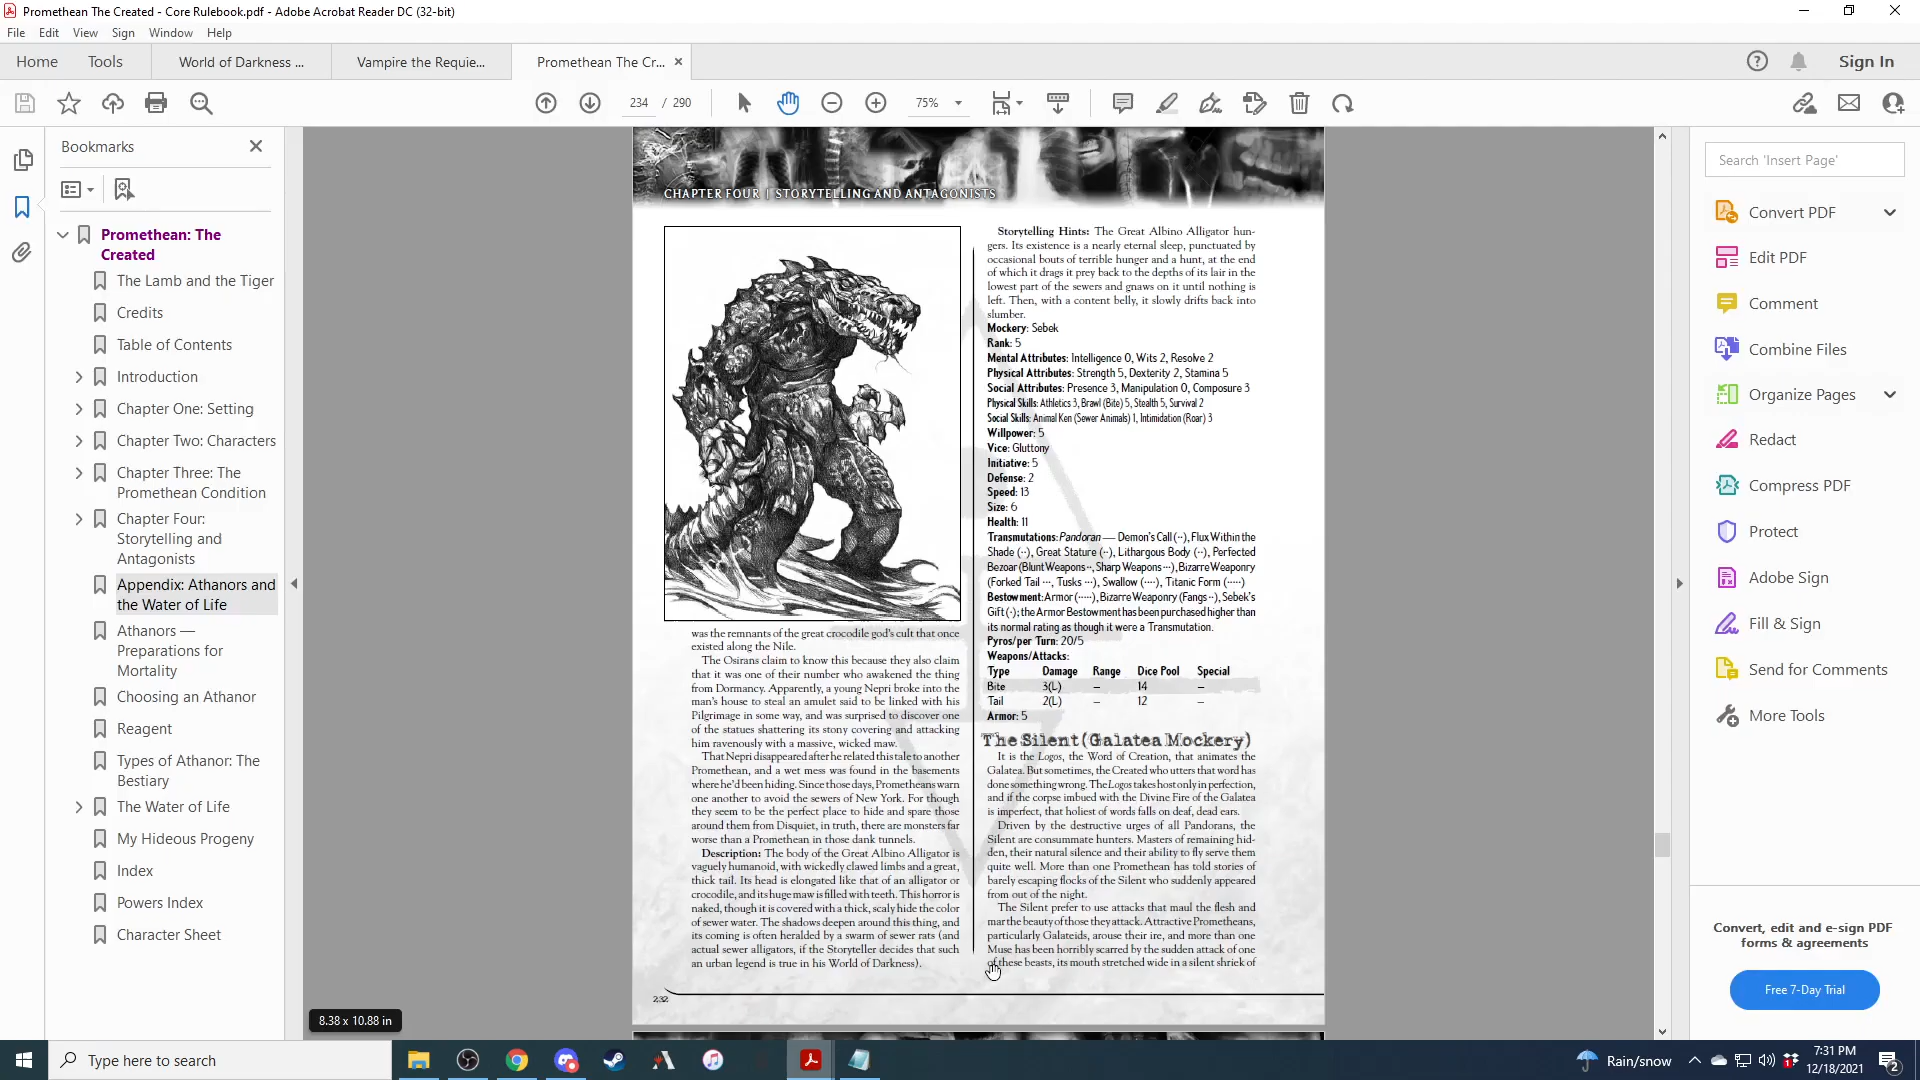 Promethean The Created - Core Rulebook.pdf - Adobe Acrobat Reader DC (32-bit)
File Edit View Sign Window Help
Home Tools World of Darkness ... Vampire the Requie... Promethean The Cr... Sign In
234 / 290 75%
Bookmarks
Promethean: The
Created
The Lamb and the Tiger
Credits
Table of Contents
Introduction
Chapter One: Setting
Chapter Two: Characters
Chapter Three: The
Promethean Condition
Chapter Four:
Storytelling and
Antagonists
Appendix: Athanors and
the Water of Life
Athanors —
Preparations for
Mortality
Choosing an Athanor
Reagent
Types of Athanor: The
Bestiary
The Water of Life
My Hideous Progeny
Index
Powers Index
Character Sheet
8.38 x 10.88 in
CHAPTER FOUR | STORYTELLING AND ANTAGONISTS
was the remnants of the great crocodile god's cult that once
existed along the Nile.
The Osirans claim to know this because they also claim
that it was one of their number who awakened the thing
from Dormancy. Apparently, a young Nepri broke into the
man's house to steal an amulet said to be linked with his
Pilgrimage in some way, and was surprised to discover one
of the statues shattering its stony covering and attacking
him ravenously with a massive, wicked maw.
That Nepri disappeared after he related this tale to another
Promethean, and a wet mess was found in the basements
where he'd been hiding. Since those days, Prometheans warn
one another to avoid the sewers of New York. For though
they seem to be the perfect place to hide and spare those
around them from Disquiet, in truth, there are monsters far
worse than a Promethean in those dank tunnels.
Description: The body of the Great Albino Alligator is
vaguely humanoid, with wickedly clawed limbs and a great,
thick tail. Its head is elongated like that of an alligator or
crocodile, and its huge maw is filled with teeth. This horror is
naked, though it is covered with a thick, scaly hide the color
of sewer water. The shadows deepen around this thing, and
its coming is often heralded by a swarm of sewer rats (and
actual sewer alligators, if the Storyteller decides that such
an urban legend is true in his World of Darkness).
232
Storytelling Hints: The Great Albino Alligator hun-
gers. Its existence is a nearly eternal sleep, punctuated by
occasional bouts of terrible hunger and a hunt, at the end
of which it drags it prey back to the depths of its lair in the
lowest part of the sewers and gnaws on it until nothing is
left. Then, with a content belly, it slowly drifts back into
slumber.
Mockery: Sebek
Rank: 5
Mental Attributes: Intelligence 0, Wits 2, Resolve 2
Physical Attributes: Strength 5, Dexterity 2, Stamina 5
Social Attributes: Presence 3, Manipulation 0, Composure 3
Physical Skills: Athletics 3, Brawl (Bite) 5, Stealth 5, Survival 2
Social Skills: Animal Ken (Sewer Animals) 1, Intimidation (Roar) 3
Willpower: 5
Vice: Gluttony
Initiative: 5
Defense: 2
Speed: 13
Size: 6
Health: 11
Transmutations: Pandoran — Demon's Call (••), Flux Within the
Shade (••), Great Stature (••), Lithargous Body (••), Perfected
Bezoar (Blunt Weapons••, Sharp Weapons •••), Bizarre Weaponry
(Forked Tail •••, Tusks •••), Swallow (••••), Titanic Form (•••••)
Bestowment: Armor (•••••), Bizarre Weaponry (Fangs ••), Sebek's
Gift (•); the Armor Bestowment has been purchased higher than
its normal rating as though it were a Transmutation.
Pyros/per Turn: 20/5
Weapons/Attacks:
Type Damage Range Dice Pool Special
Bite 3(L) – 14 –
Tail 2(L) – 12 –
Armor: 5
The Silent (Galatea Mockery)
It is the Logos, the Word of Creation, that animates the
Galatea. But sometimes, the Created who utters that word has
done something wrong. The Logos takes host only in perfection,
and if the corpse imbued with the Divine Fire of the Galatea
is imperfect, that holiest of words falls on deaf, dead ears.
Driven by the destructive urges of all Pandorans, the
Silent are consummate hunters. Masters of remaining hid-
den, their natural silence and their ability to fly serve them
quite well. More than one Promethean has told stories of
barely escaping flocks of the Silent who suddenly appeared
from out of the night.
The Silent prefer to use attacks that maul the flesh and
mar the beauty of those they attack. Attractive Prometheans,
particularly Galateids, arouse their ire, and more than one
Muse has been horribly scarred by the sudden attack of one
of these beasts, its mouth stretched wide in a silent shriek of
Search 'Insert Page'
Convert PDF
Edit PDF
Comment
Combine Files
Organize Pages
Redact
Compress PDF
Protect
Adobe Sign
Fill & Sign
Send for Comments
More Tools
Convert, edit and e-sign PDF
forms & agreements
Free 7-Day Trial
Type here to search
Rain/snow
7:31 PM
12/18/2021
2